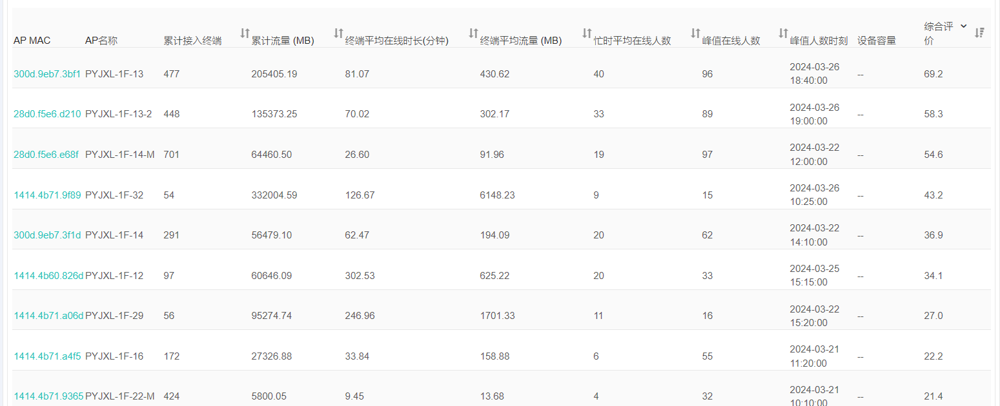 AP MAC AP名称 累计接入终端 累计流量 (MB) 终端平均在线时长(分钟) 终端平均流量 (MB) 忙时平均在线人数 峰值在线人数 峰值人数时刻 设备容量 综合评价
300d.9eb7.3bf1 PYJXL-1F-13 477 205405.19 81.07 430.62 40 96 2024-03-26 18:40:00 -- 69.2
28d0.f5e6.d210 PYJXL-1F-13-2 448 135373.25 70.02 302.17 33 89 2024-03-26 19:00:00 -- 58.3
28d0.f5e6.e68f PYJXL-1F-14-M 701 64460.50 26.60 91.96 19 97 2024-03-22 12:00:00 -- 54.6
1414.4b71.9f89 PYJXL-1F-32 54 332004.59 126.67 6148.23 9 15 2024-03-26 10:25:00 -- 43.2
300d.9eb7.3f1d PYJXL-1F-14 291 56479.10 62.47 194.09 20 62 2024-03-22 14:10:00 -- 36.9
1414.4b60.826d PYJXL-1F-12 97 60646.09 302.53 625.22 20 33 2024-03-25 15:15:00 -- 34.1
1414.4b71.a06d PYJXL-1F-29 56 95274.74 246.96 1701.33 11 16 2024-03-22 15:20:00 -- 27.0
1414.4b71.a4f5 PYJXL-1F-16 172 27326.88 33.84 158.88 6 55 2024-03-21 11:20:00 -- 22.2
1414.4b71.9365 PYJXL-1F-22-M 424 5800.05 9.45 13.68 4 32 2024-03-21 10:10:00 -- 21.4